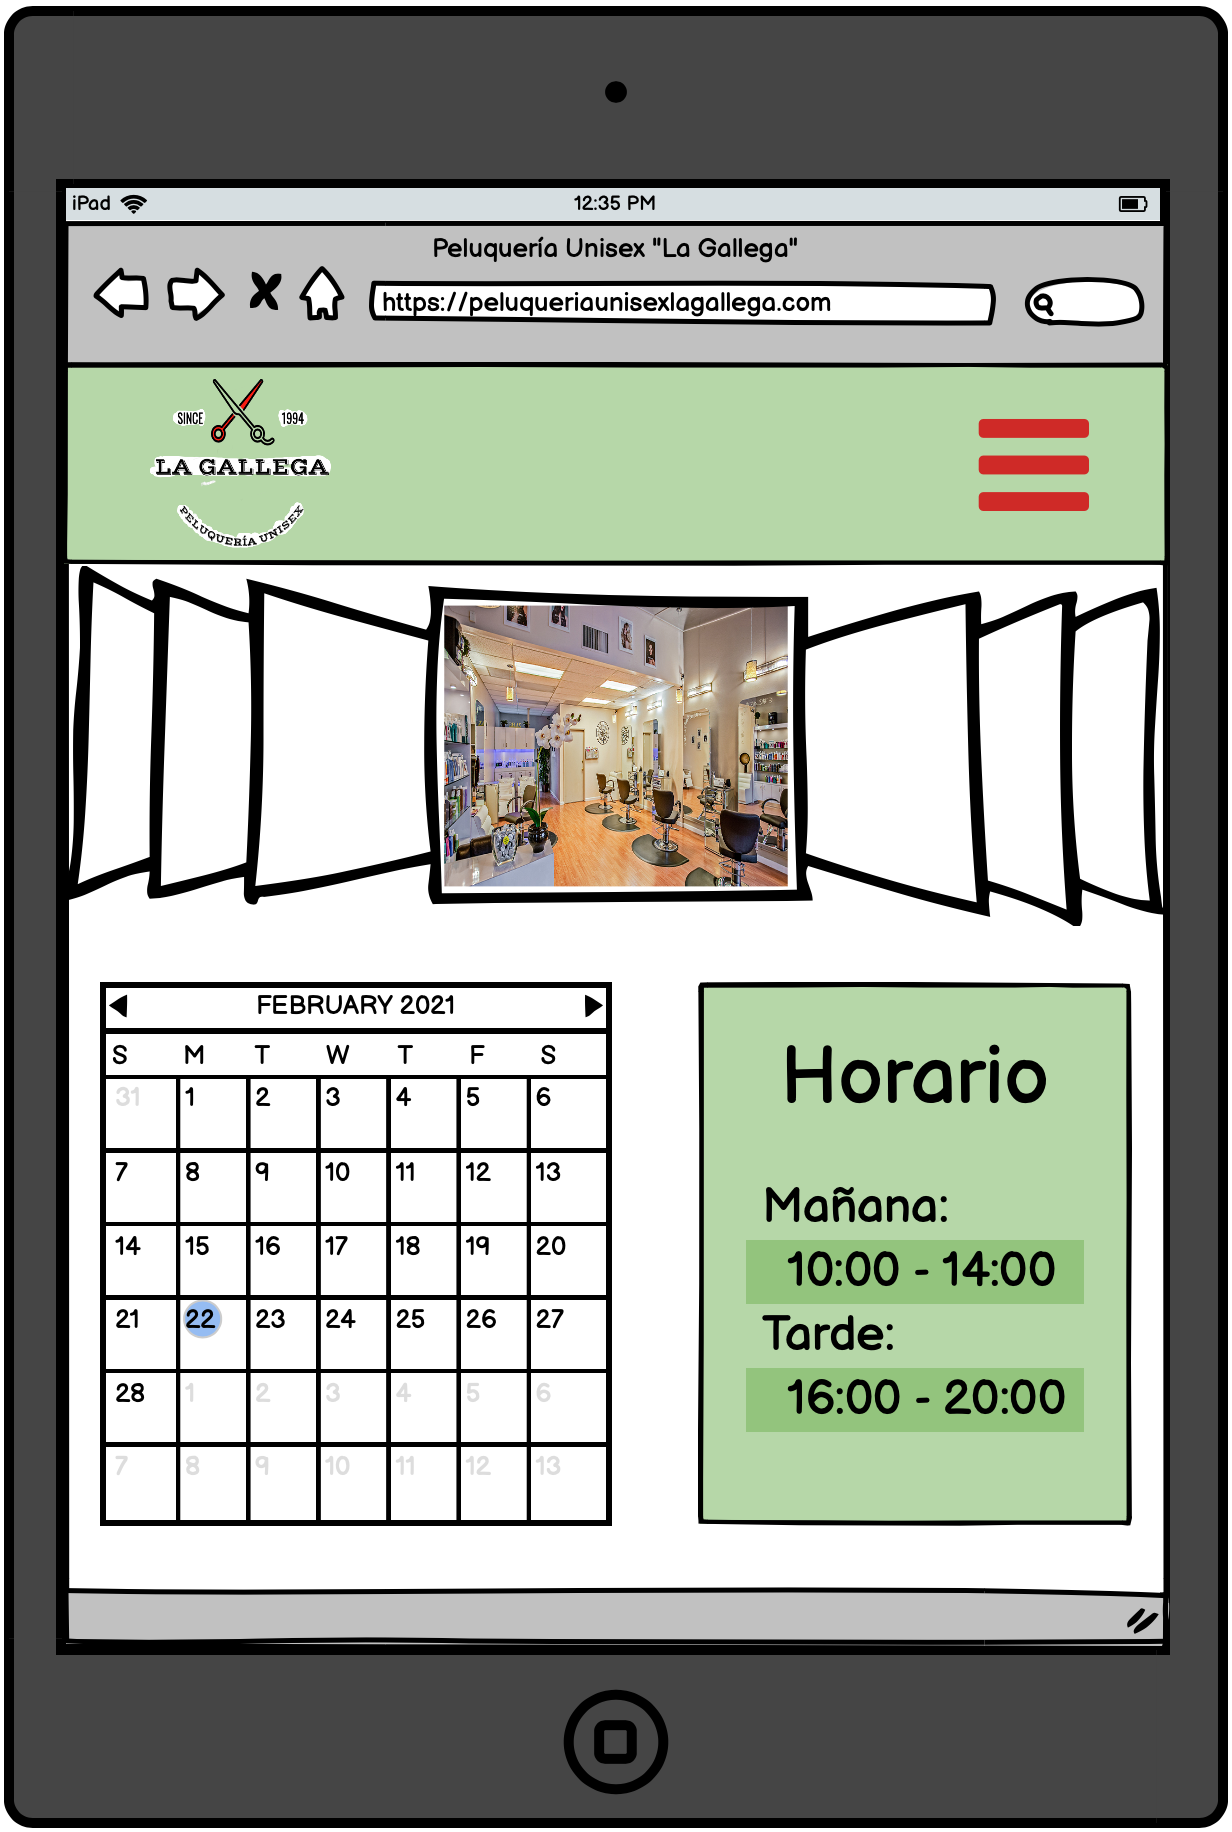 iPad 12:35 PM
Peluquería Unisex "La Gallega"
https://peluqueriaunisexlagallega.com
SINCE 1994
LA GALLEGA
PELUQUERÍA UNISEX
FEBRUARY 2021
S M T W T F S
31 1 2 3 4 5 6
7 8 9 10 11 12 13
14 15 16 17 18 19 20
21 22 23 24 25 26 27
28 1 2 3 4 5 6
7 8 9 10 11 12 13
Horario
Mañana:
10:00 - 14:00
Tarde:
16:00 - 20:00